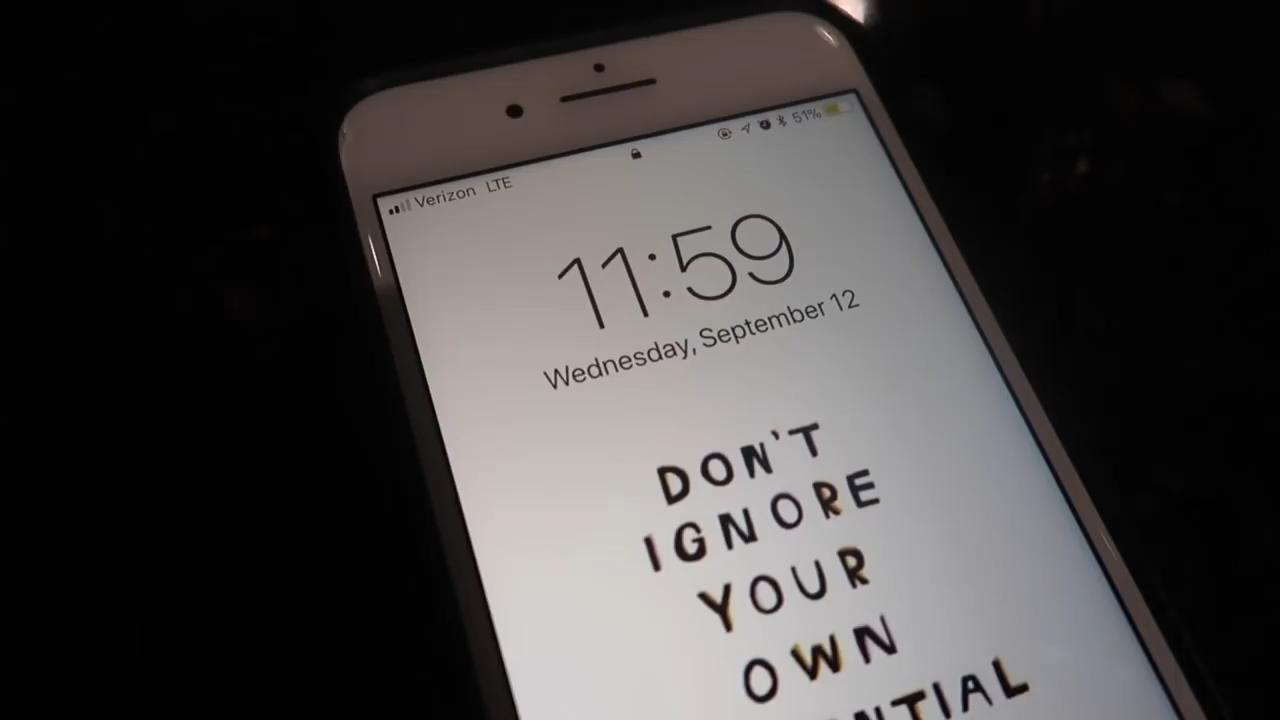 Verizon LTE
51%
11:59
Wednesday, September 12
DON'T
IGNORE
YOUR
OWN